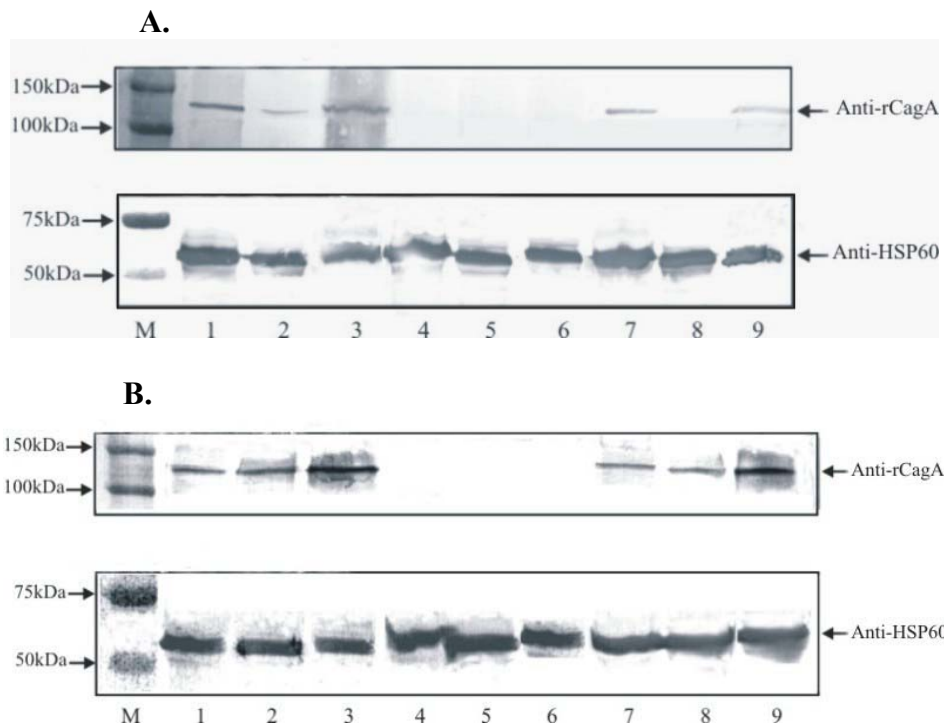 A.
150kDa
100kDa
Anti-rCagA
75kDa
50kDa
Anti-HSP60
M 1 2 3 4 5 6 7 8 9
B.
150kDa
100kDa
Anti-rCagA
75kDa
50kDa
Anti-HSP60
M 1 2 3 4 5 6 7 8 9